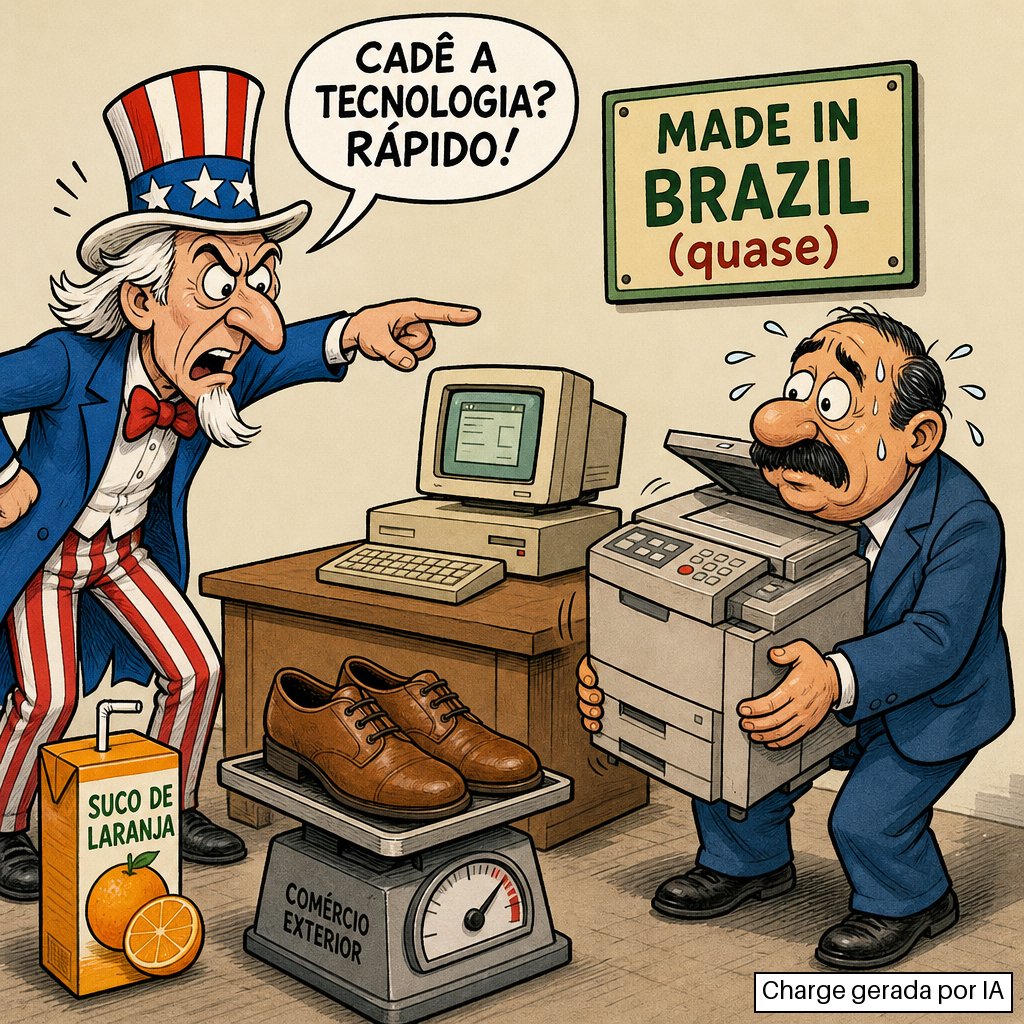 CADÊ A
TECNOLOGIA?
RÁPIDO!
MADE IN
BRAZIL
(quase)
SUCO DE
LARANJA
COMÉRCIO
EXTERIOR
Charge gerada por IA